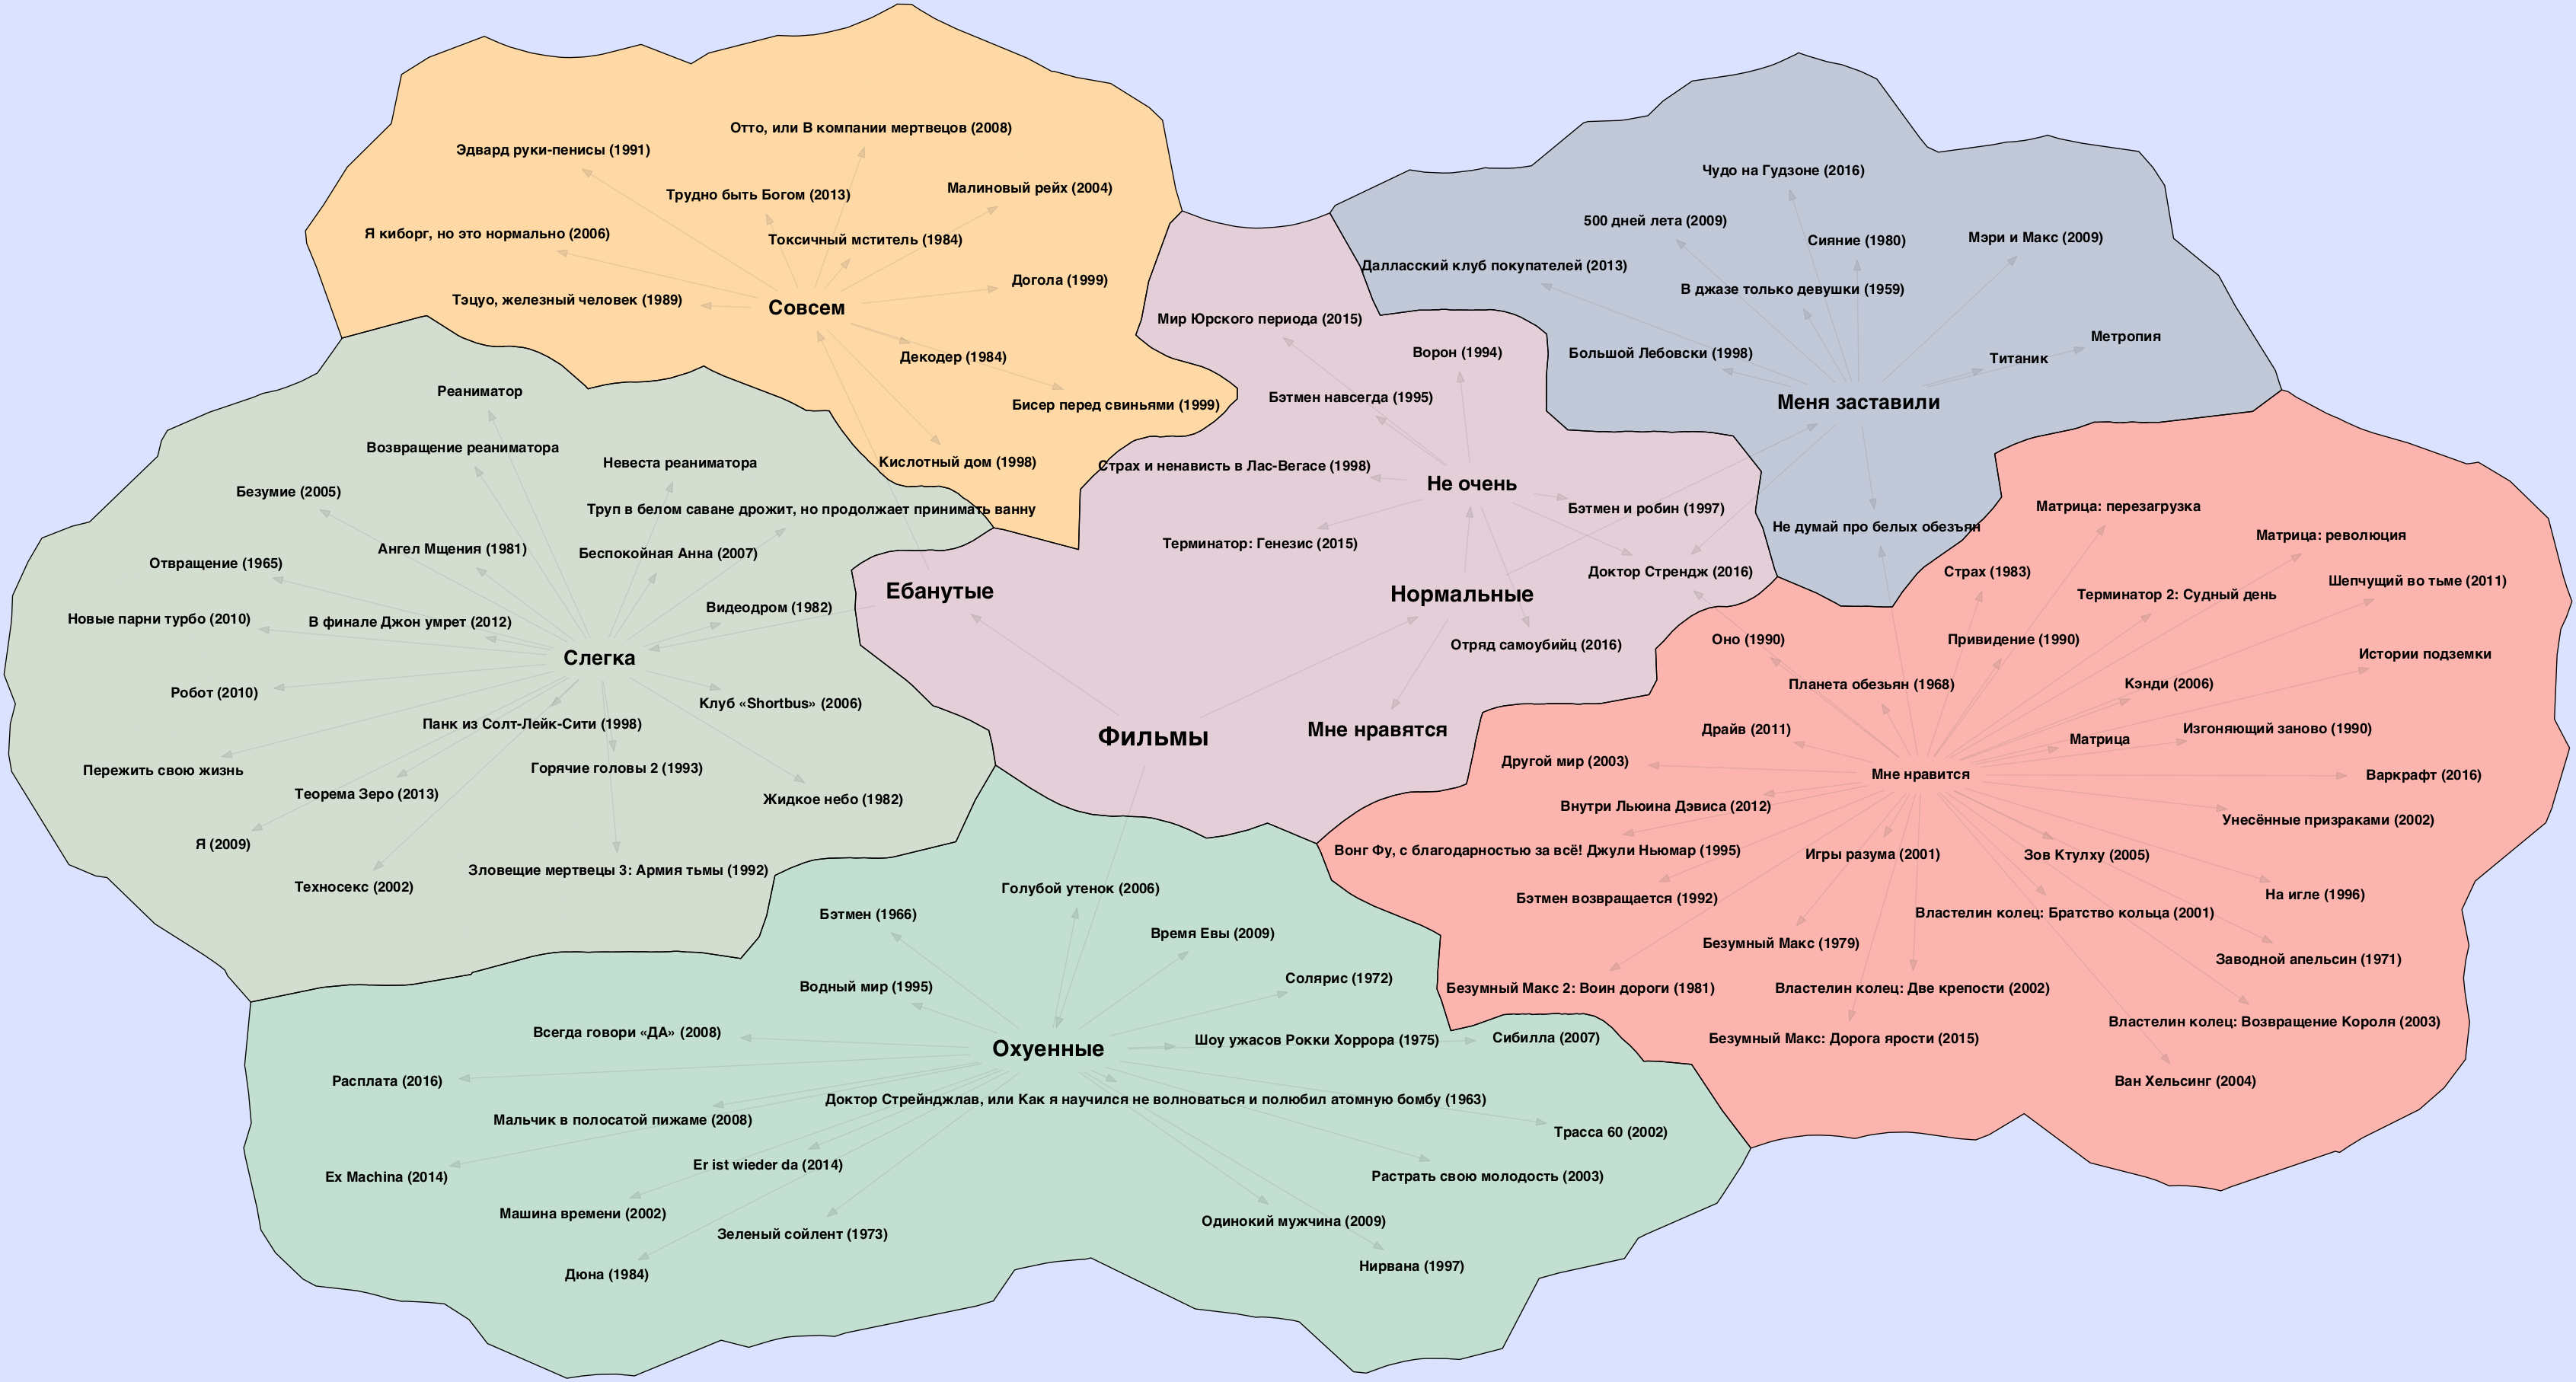 Отто, или В компании мертвецов (2008)
Эдвард руки-пенисы (1991)
Трудно быть Богом (2013)
Малиновый рейх (2004)
Я киборг, но это нормально (2006)
Токсичный мститель (1984)
Догола (1999)
Тэцуо, железный человек (1989)
Совсем
Декодер (1984)
Бисер перед свиньями (1999)
Кислотный дом (1998)
Чудо на Гудзоне (2016)
500 дней лета (2009)
Сияние (1980)
Мэри и Макс (2009)
Далласский клуб покупателей (2013)
В джазе только девушки (1959)
Метропия
Большой Лебовски (1998)
Титаник
Меня заставили
Не думай про белых обезъян
Мир Юрского периода (2015)
Ворон (1994)
Бэтмен навсегда (1995)
Страх и ненависть в Лас-Вегасе (1998)
Не очень
Бэтмен и робин (1997)
Терминатор: Генезис (2015)
Доктор Стрендж (2016)
Ебанутые
Нормальные
Отряд самоубийц (2016)
Фильмы
Мне нравятся
Реаниматор
Возвращение реаниматора
Невеста реаниматора
Безумие (2005)
Труп в белом саване дрожит, но продолжает принимать ванну
Ангел Мщения (1981)
Беспокойная Анна (2007)
Отвращение (1965)
Видеодром (1982)
Новые парни турбо (2010)
В финале Джон умрет (2012)
Слегка
Робот (2010)
Клуб «Shortbus» (2006)
Панк из Солт-Лейк-Сити (1998)
Пережить свою жизнь
Горячие головы 2 (1993)
Теорема Зеро (2013)
Жидкое небо (1982)
Я (2009)
Зловещие мертвецы 3: Армия тьмы (1992)
Техносекс (2002)
Матрица: перезагрузка
Матрица: революция
Страх (1983)
Шепчущий во тьме (2011)
Терминатор 2: Судный день
Оно (1990)
Привидение (1990)
Истории подземки
Планета обезьян (1968)
Кэнди (2006)
Драйв (2011)
Изгоняющий заново (1990)
Матрица
Другой мир (2003)
Мне нравится
Варкрафт (2016)
Внутри Льюина Дэвиса (2012)
Унесённые призраками (2002)
Вонг Фу, с благодарностью за всё! Джули Ньюмар (1995)
Игры разума (2001)
Зов Ктулху (2005)
Бэтмен возвращается (1992)
На игле (1996)
Властелин колец: Братство кольца (2001)
Безумный Макс (1979)
Заводной апельсин (1971)
Безумный Макс 2: Воин дороги (1981)
Властелин колец: Две крепости (2002)
Властелин колец: Возвращение Короля (2003)
Безумный Макс: Дорога ярости (2015)
Ван Хельсинг (2004)
Голубой утенок (2006)
Бэтмен (1966)
Время Евы (2009)
Солярис (1972)
Водный мир (1995)
Всегда говори «ДА» (2008)
Шоу ужасов Рокки Хоррора (1975)
Сибилла (2007)
Охуенные
Расплата (2016)
Доктор Стрейнджлав, или Как я научился не волноваться и полюбил атомную бомбу (1963)
Мальчик в полосатой пижаме (2008)
Трасса 60 (2002)
Er ist wieder da (2014)
Ex Machina (2014)
Растрать свою молодость (2003)
Машина времени (2002)
Одинокий мужчина (2009)
Зеленый сойлент (1973)
Нирвана (1997)
Дюна (1984)